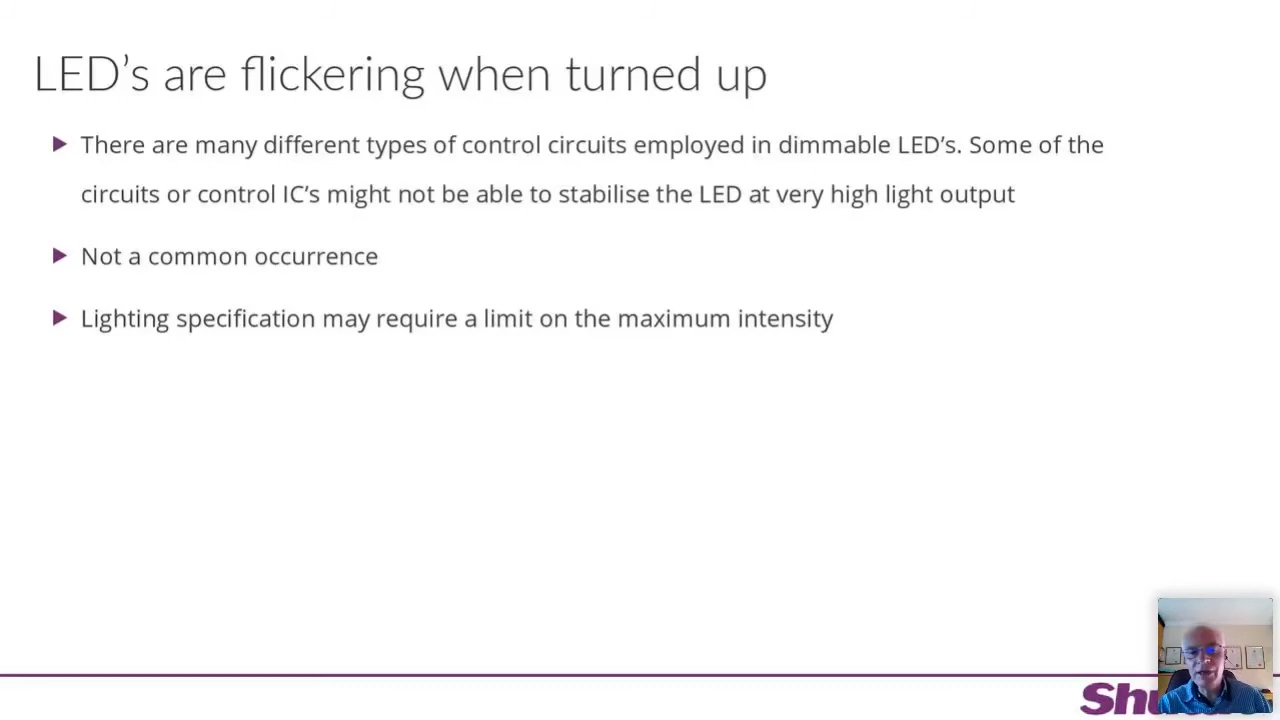 LED’s are flickering when turned up
There are many different types of control circuits employed in dimmable LED’s. Some of the
circuits or control IC’s might not be able to stabilise the LED at very high light output
Not a common occurrence
Lighting specification may require a limit on the maximum intensity